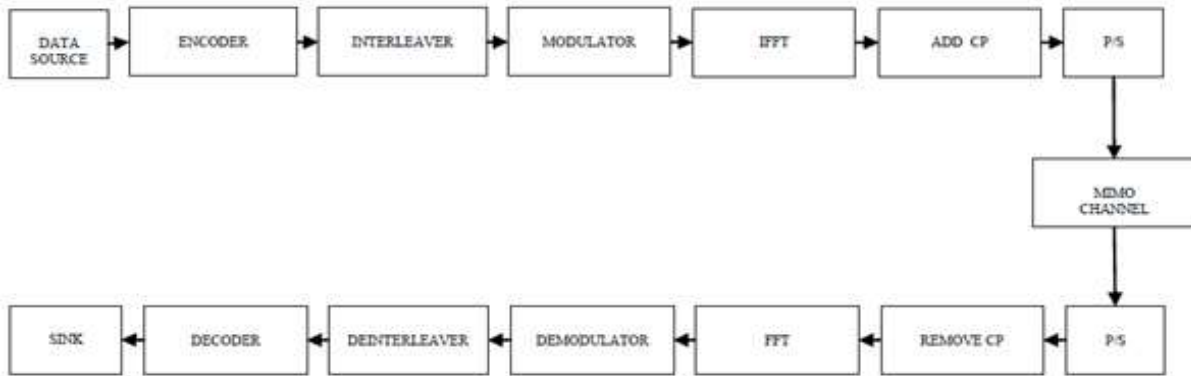 DATA
SOURCE
ENCODER
INTERLEAVER
MODULATOR
IFFT
ADD CP
P/S
MIMO
CHANNEL
SINK
DECODER
DEINTERLEAVER
DEMODULATOR
FFT
REMOVE CP
P/S